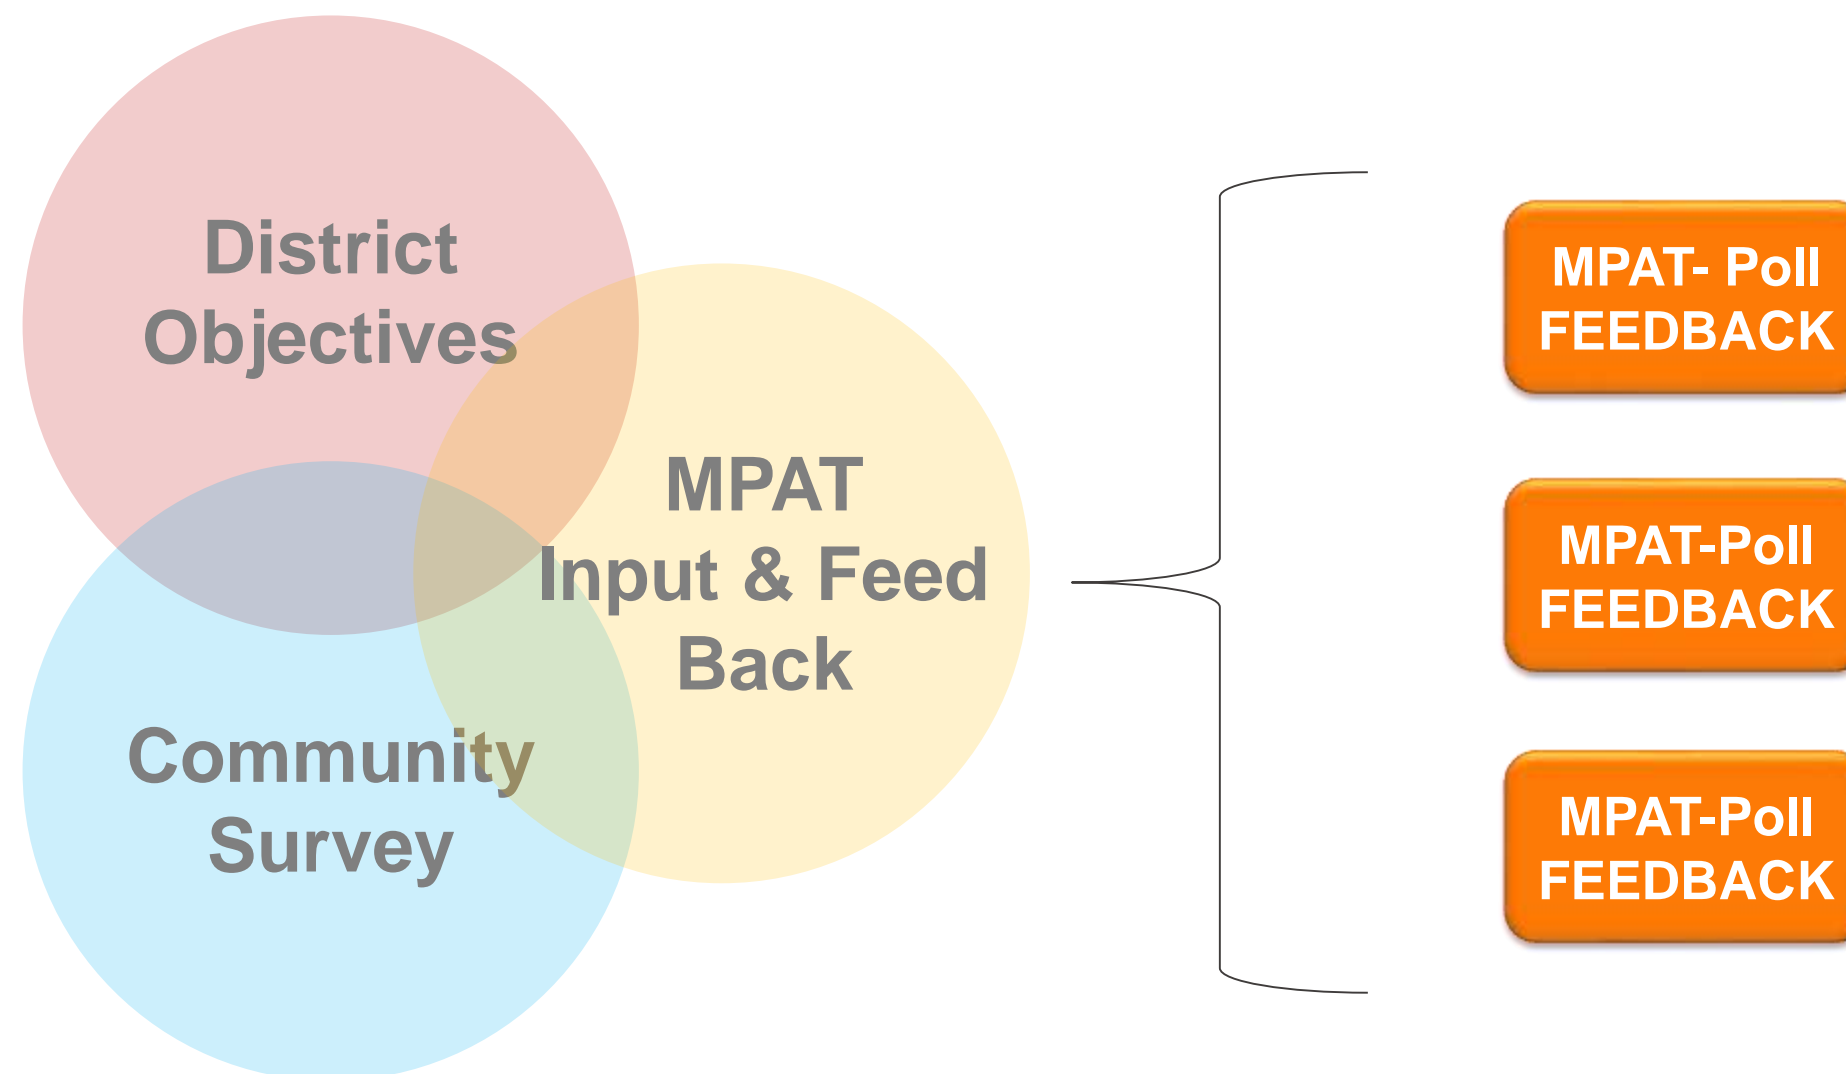 District
Objectives
MPAT
Input & Feed
Back
Community
Survey
MPAT- Poll
FEEDBACK
MPAT-Poll
FEEDBACK
MPAT-Poll
FEEDBACK